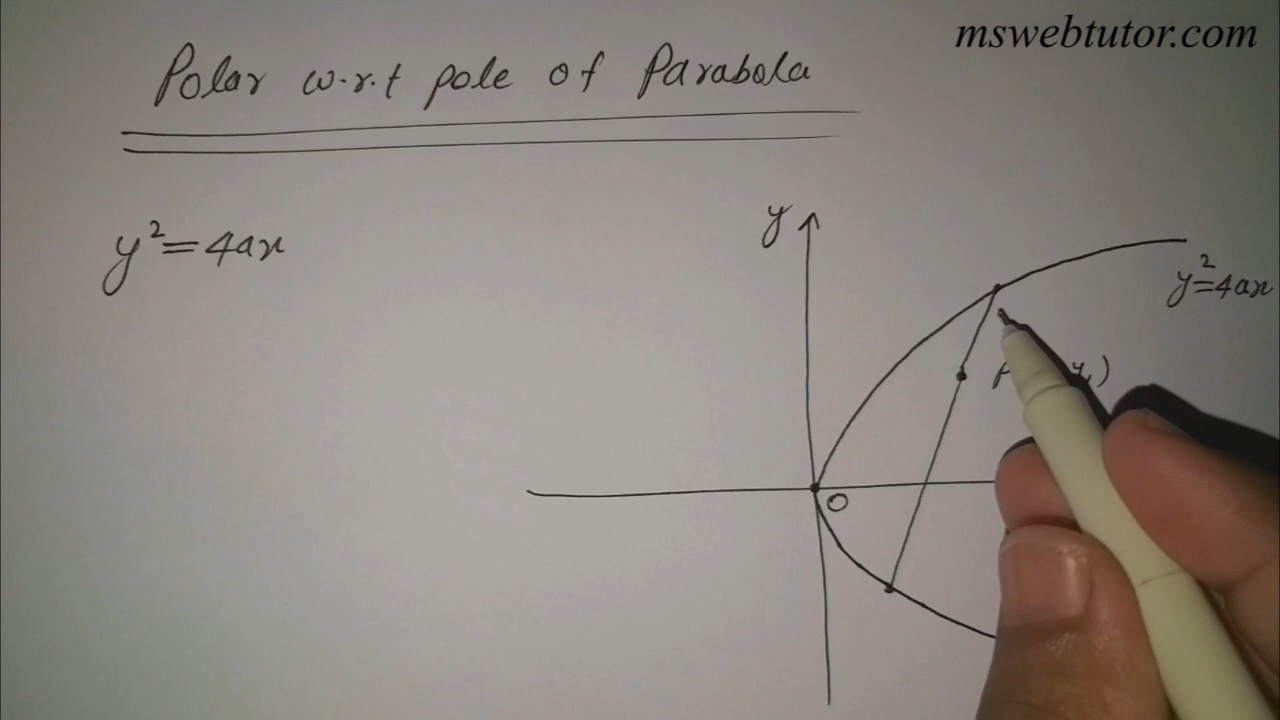 mswebtutor.com
Polar w.r.t pole of Parabola
y²=4ax
y
y²=4ax
O